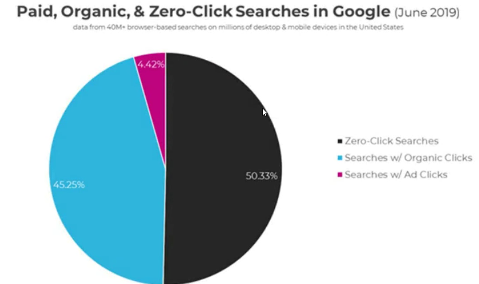 Paid, Organic, & Zero-Click Searches in Google (June 2019)
data from 40M+ browser-based searches on millions of desktop & mobile devices in the United States
4.42%
Zero-Click Searches
Searches w/ Organic Clicks
Searches w/ Ad Clicks
50.33%
45.25%